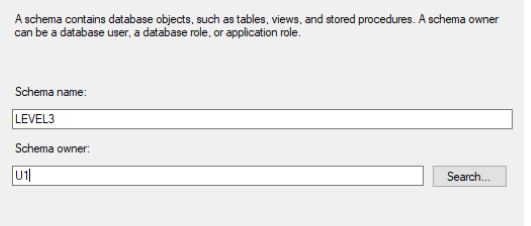 A schema contains database objects, such as tables, views, and stored procedures. A schema owner
can be a database user, a database role, or application role.
Schema name:
LEVEL3
Schema owner:
U1
Search...